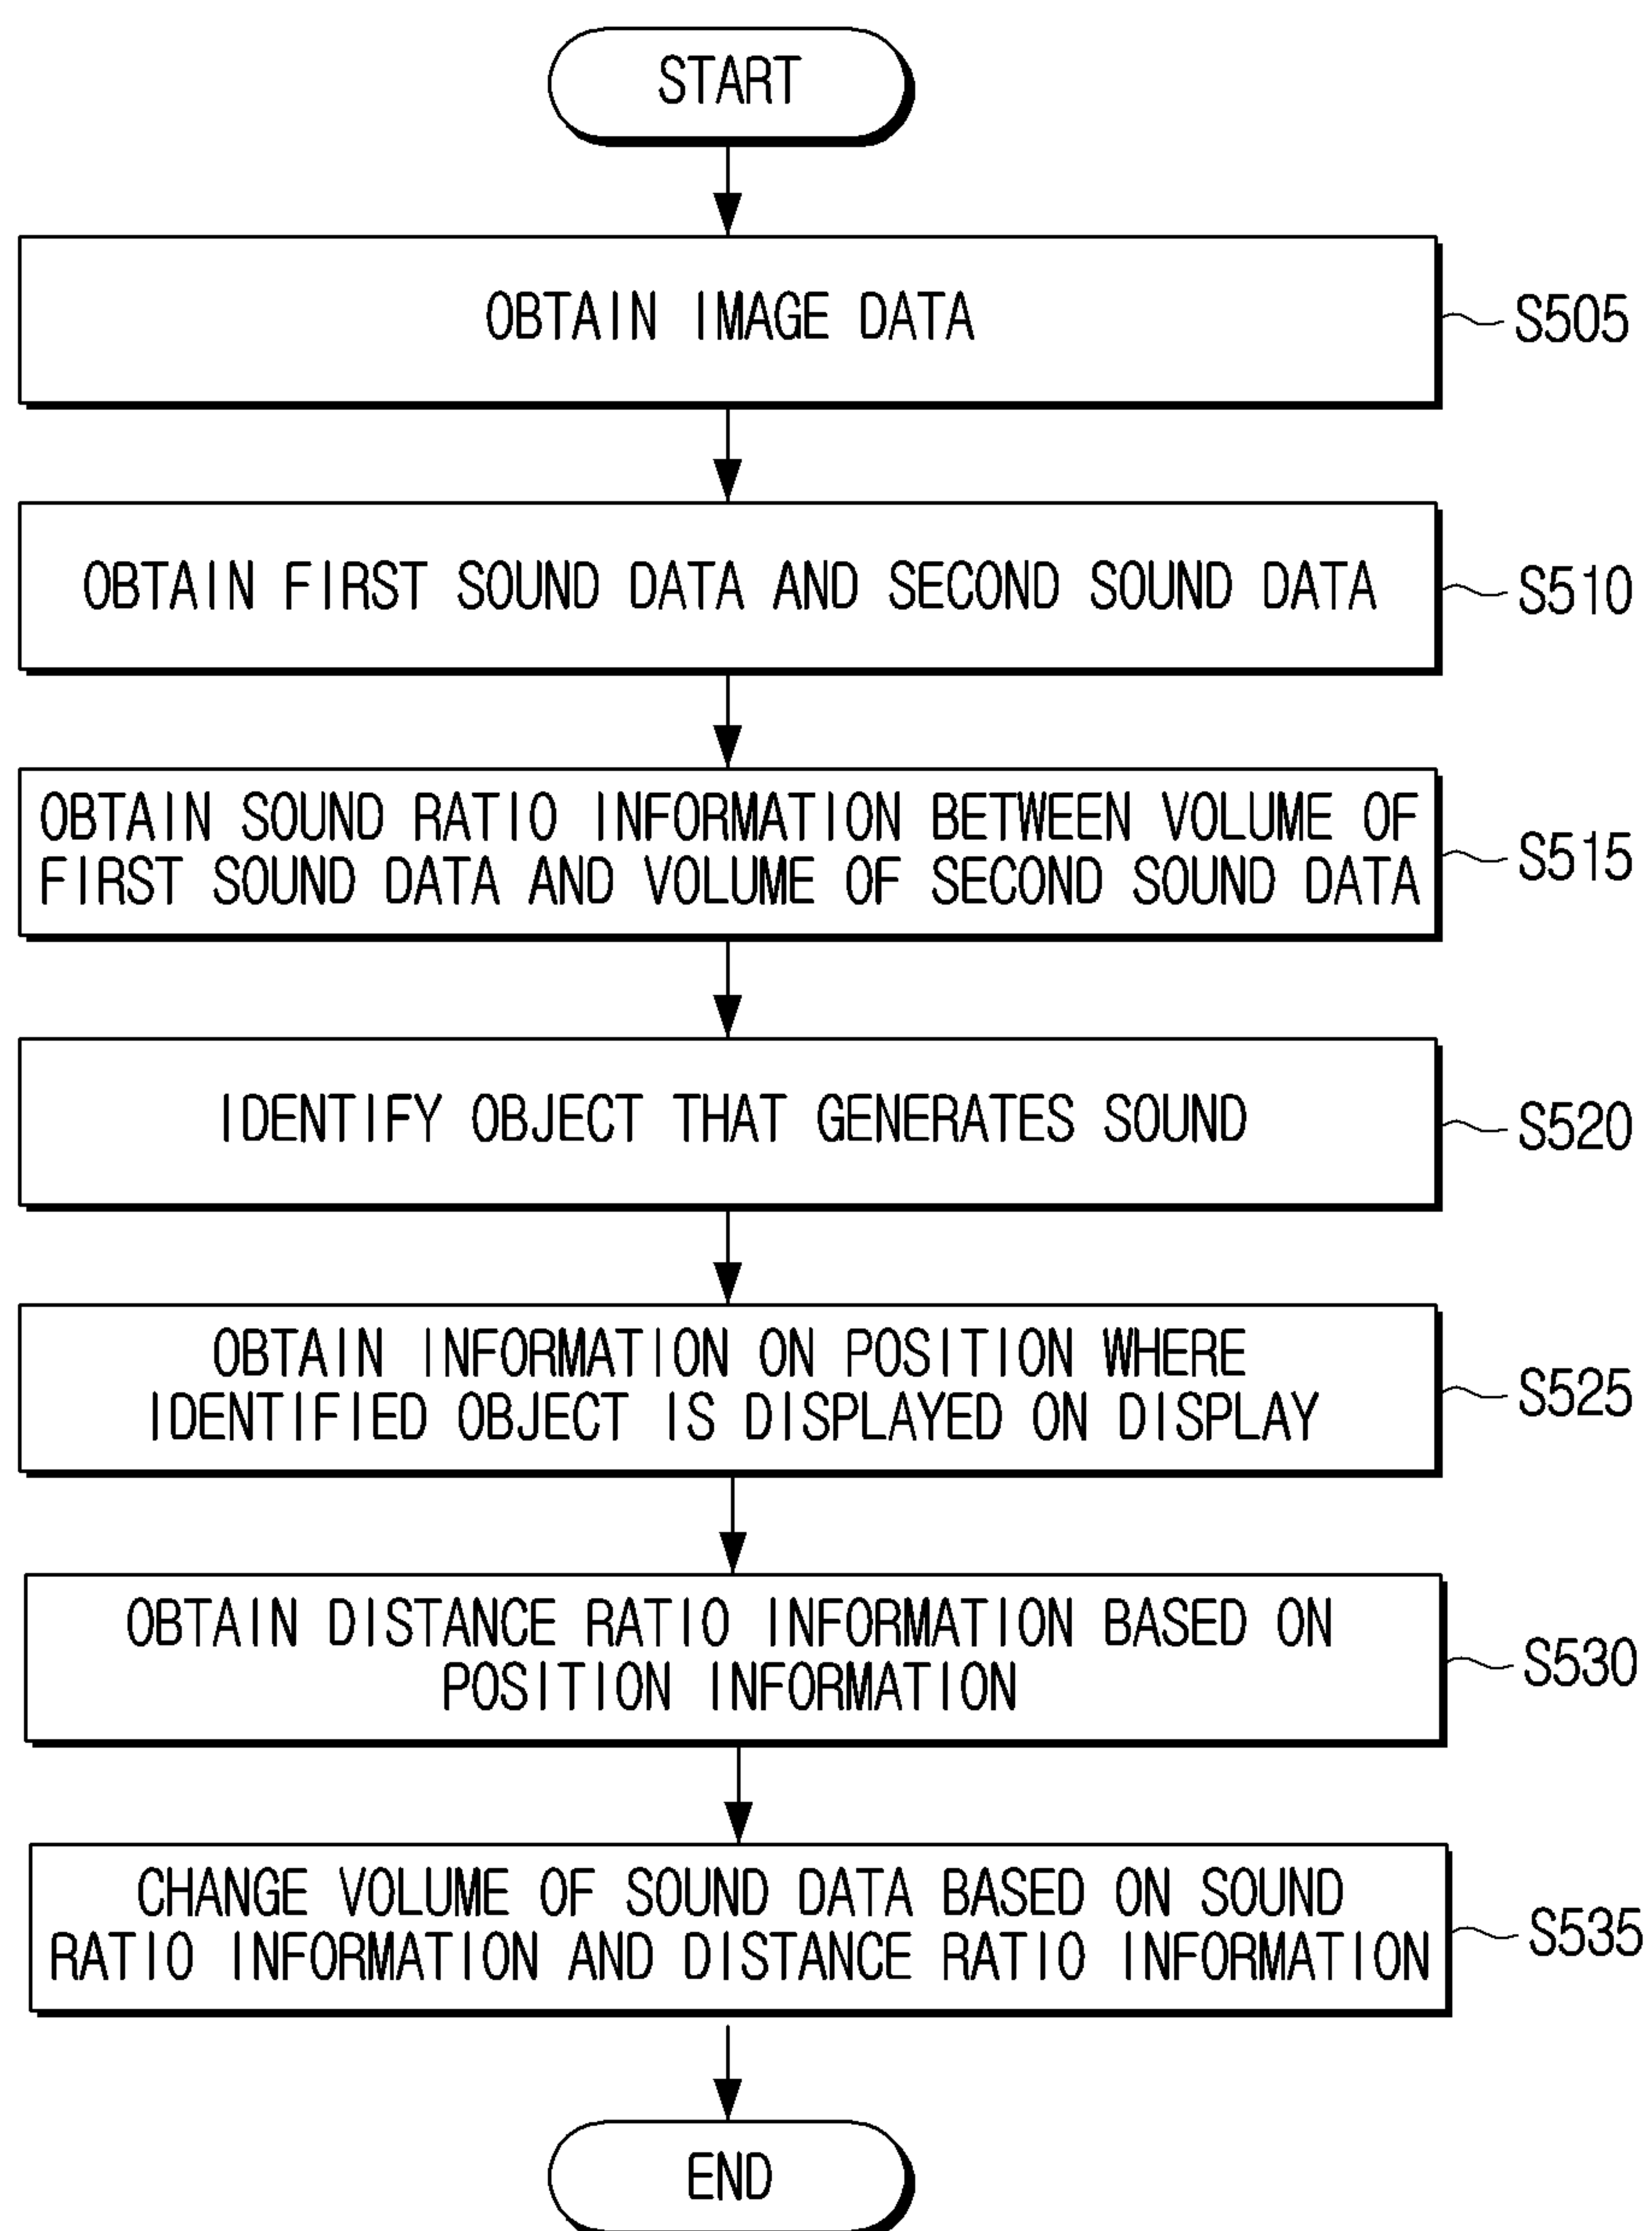 START
OBTAIN IMAGE DATA
S505
OBTAIN FIRST SOUND DATA AND SECOND SOUND DATA
S510
OBTAIN SOUND RATIO INFORMATION BETWEEN VOLUME OF
FIRST SOUND DATA AND VOLUME OF SECOND SOUND DATA
S515
IDENTIFY OBJECT THAT GENERATES SOUND
S520
OBTAIN INFORMATION ON POSITION WHERE
IDENTIFIED OBJECT IS DISPLAYED ON DISPLAY
S525
OBTAIN DISTANCE RATIO INFORMATION BASED ON
POSITION INFORMATION
S530
CHANGE VOLUME OF SOUND DATA BASED ON SOUND
RATIO INFORMATION AND DISTANCE RATIO INFORMATION
S535
END